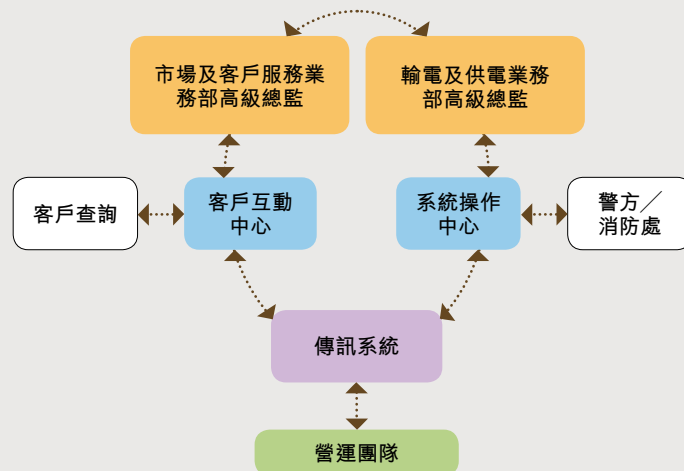 市場及客戶服務業
務部高級總監
輸電及供電業務
部高級總監
客戶查詢
客戶互動
中心
系統操作
中心
警方／
消防處
傳訊系統
營運團隊